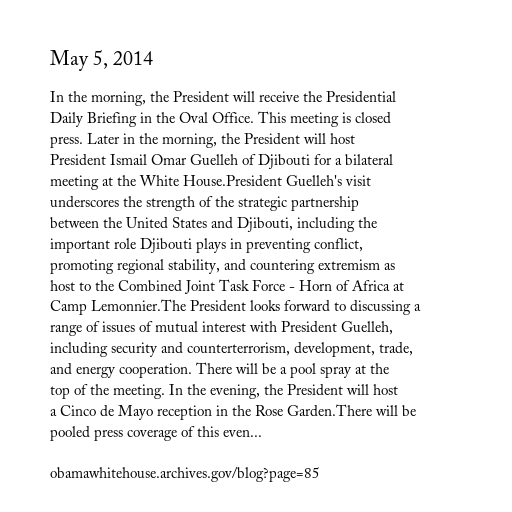 May 5, 2014
In the morning, the President will receive the Presidential
Daily Briefing in the Oval Office. This meeting is closed
press. Later in the morning, the President will host
President Ismail Omar Guelleh of Djibouti for a bilateral
meeting at the White House.President Guelleh's visit
underscores the strength of the strategic partnership
between the United States and Djibouti, including the
important role Djibouti plays in preventing conflict,
promoting regional stability, and countering extremism as
host to the Combined Joint Task Force - Horn of Africa at
Camp Lemonnier.The President looks forward to discussing a
range of issues of mutual interest with President Guelleh,
including security and counterterrorism, development, trade,
and energy cooperation. There will be a pool spray at the
top of the meeting. In the evening, the President will host
a Cinco de Mayo reception in the Rose Garden.There will be
pooled press coverage of this even...
obamawhitehouse.archives.gov/blog?page=85